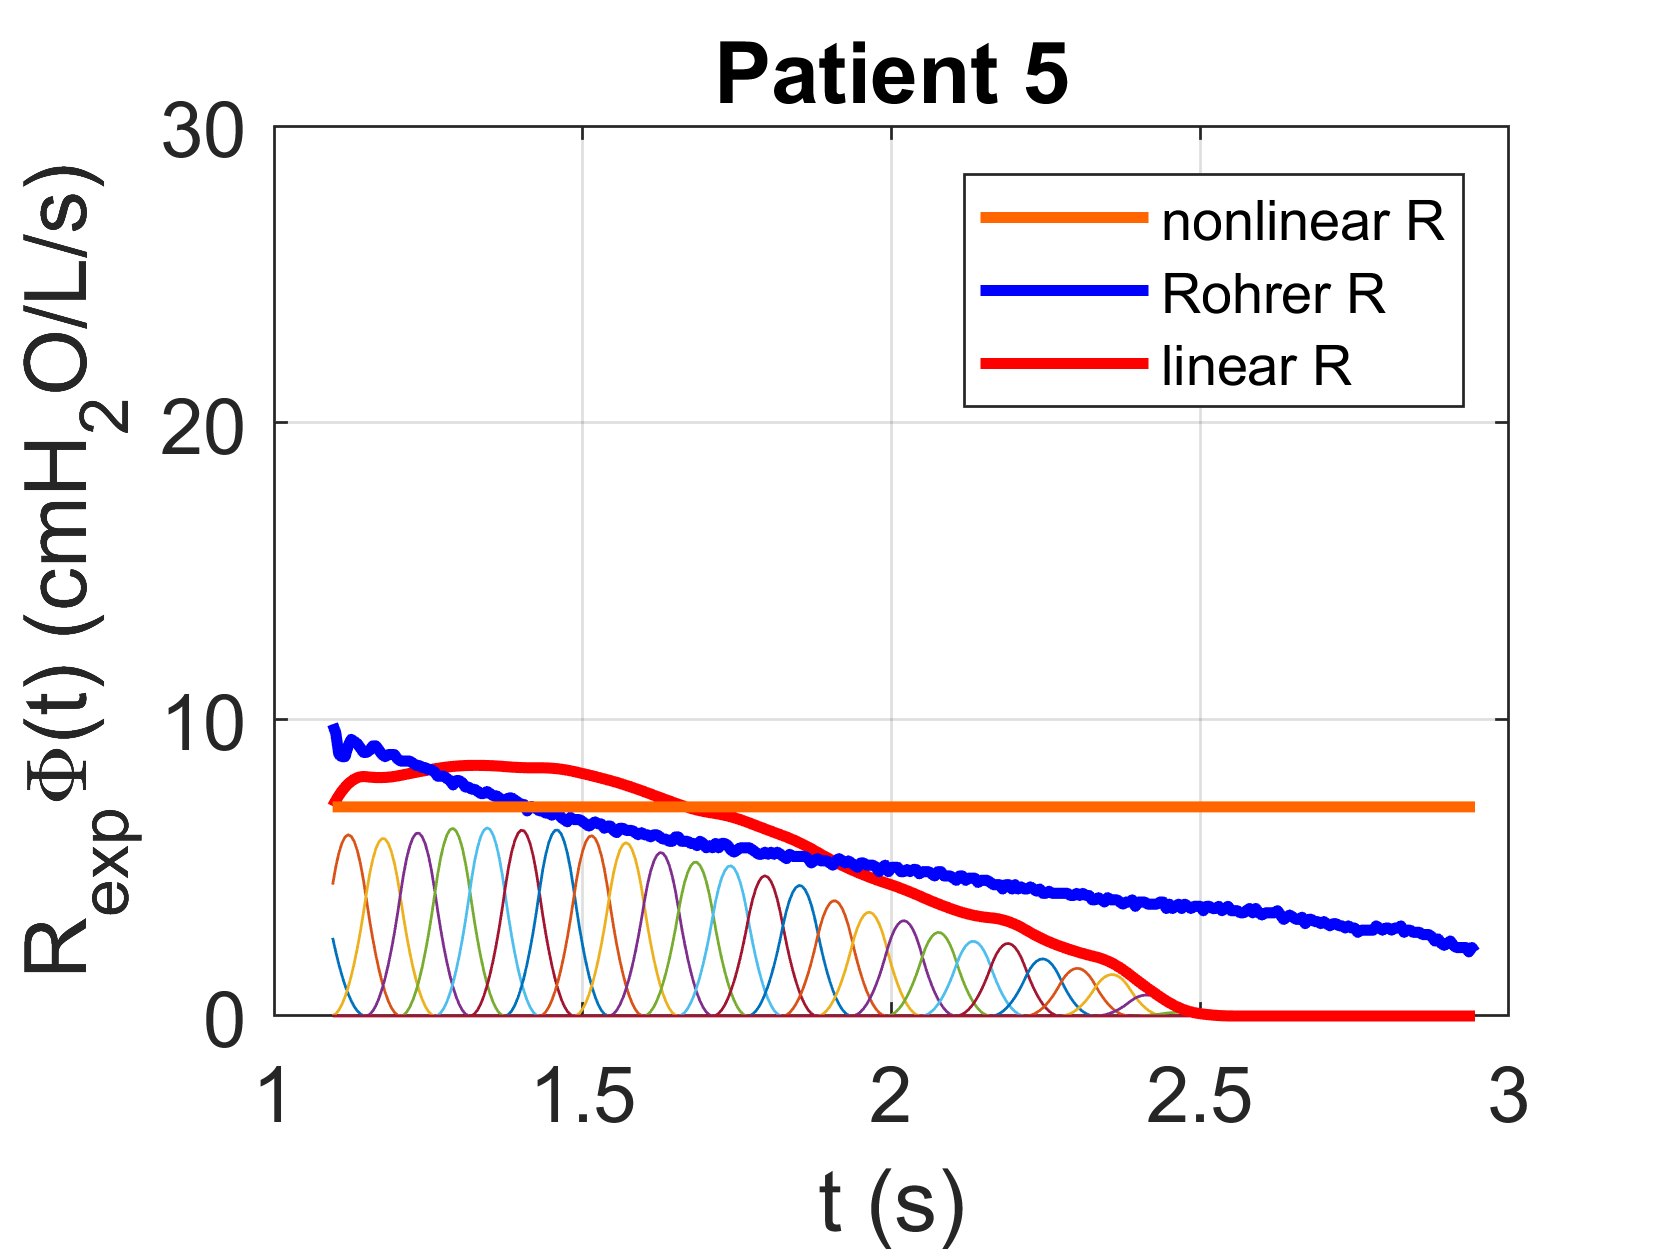 Patient 5
30
20
10
0
R_exp Φ(t) (cmH_2O/L/s)
nonlinear R
Rohrer R
linear R
1 1.5 2 2.5 3
t (s)